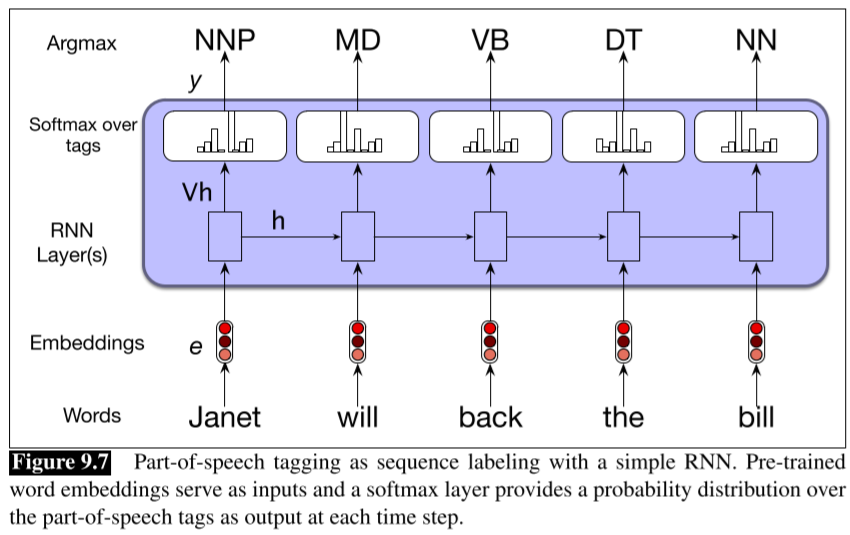 Argmax NNP MD VB DT NN
y
Softmax over
tags
Vh
h
RNN
Layer(s)
Embeddings e
Words Janet will back the bill
Figure 9.7 Part-of-speech tagging as sequence labeling with a simple RNN. Pre-trained
word embeddings serve as inputs and a softmax layer provides a probability distribution over
the part-of-speech tags as output at each time step.